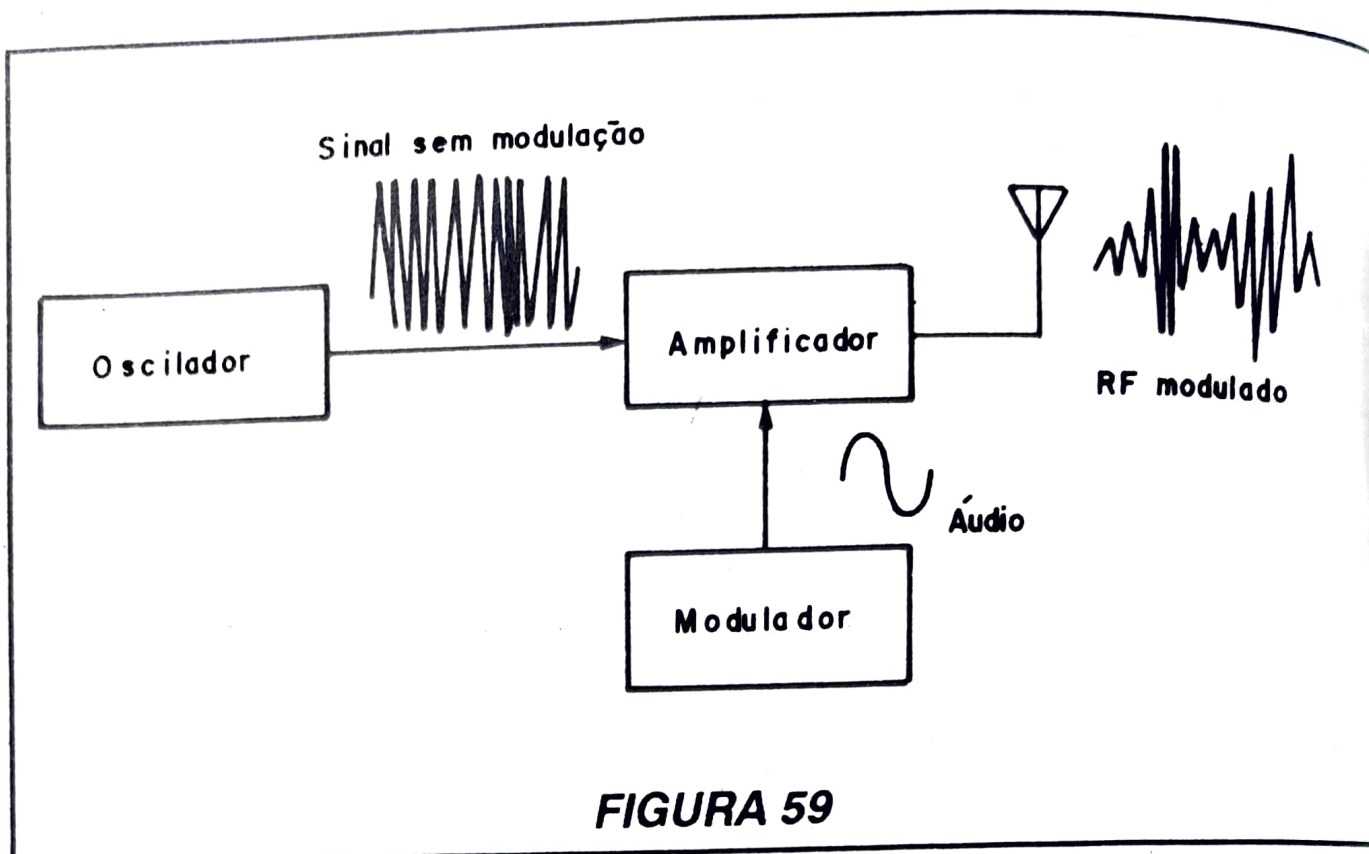 Sinal sem modulação
Oscilador
Amplificador
RF modulado
Áudio
Modulador
FIGURA 59